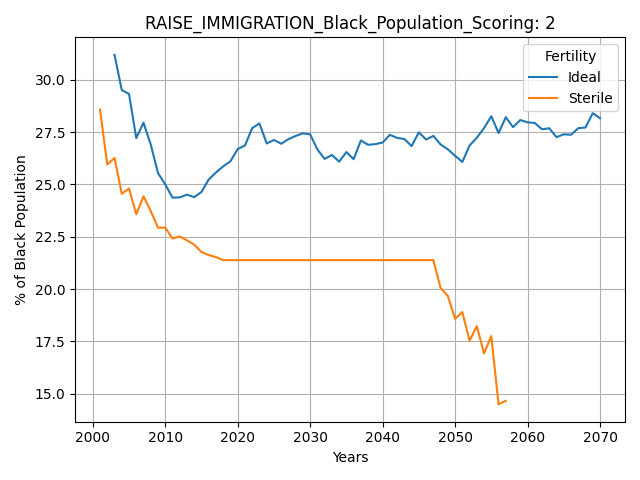 RAISE_IMMIGRATION_Black_Population_Scoring: 2
Fertility
Ideal
Sterile
% of Black Population
30.0
27.5
25.0
22.5
20.0
17.5
15.0
2000 2010 2020 2030 2040 2050 2060 2070
Years